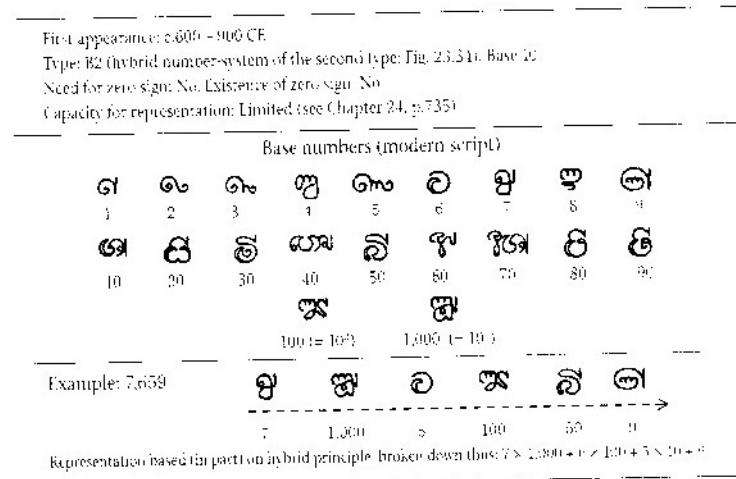 First appearance: c.600 – 900 CE
Type: B2 (hybrid number-system of the second type: Fig. 23.31). Base 10
Need for zero sign: No. Existence of zero sign: No
Capacity for representation: Limited (see Chapter 24, p.735)
Base numbers (modern script)
𑇡 𑇢 𑇣 𑇤 𑇥 𑇦 𑇧 𑇨 𑇩
1 2 3 4 5 6 7 8 9
𑇪 𑇫 𑇬 𑇭 𑇮 𑇯 𑇰 𑇱 𑇲
10 20 30 40 50 60 70 80 90
𑇳 𑇴
100 (= 10²) 1,000 (= 10³)
Example: 7,659 𑇧 𑇴 𑇦 𑇳 𑇮 𑇩
7 1,000 6 100 50 9
Representation based (in part) on hybrid principle, broken down thus: 7 × 1,000 + 6 × 100 + 5 × 10 + 9